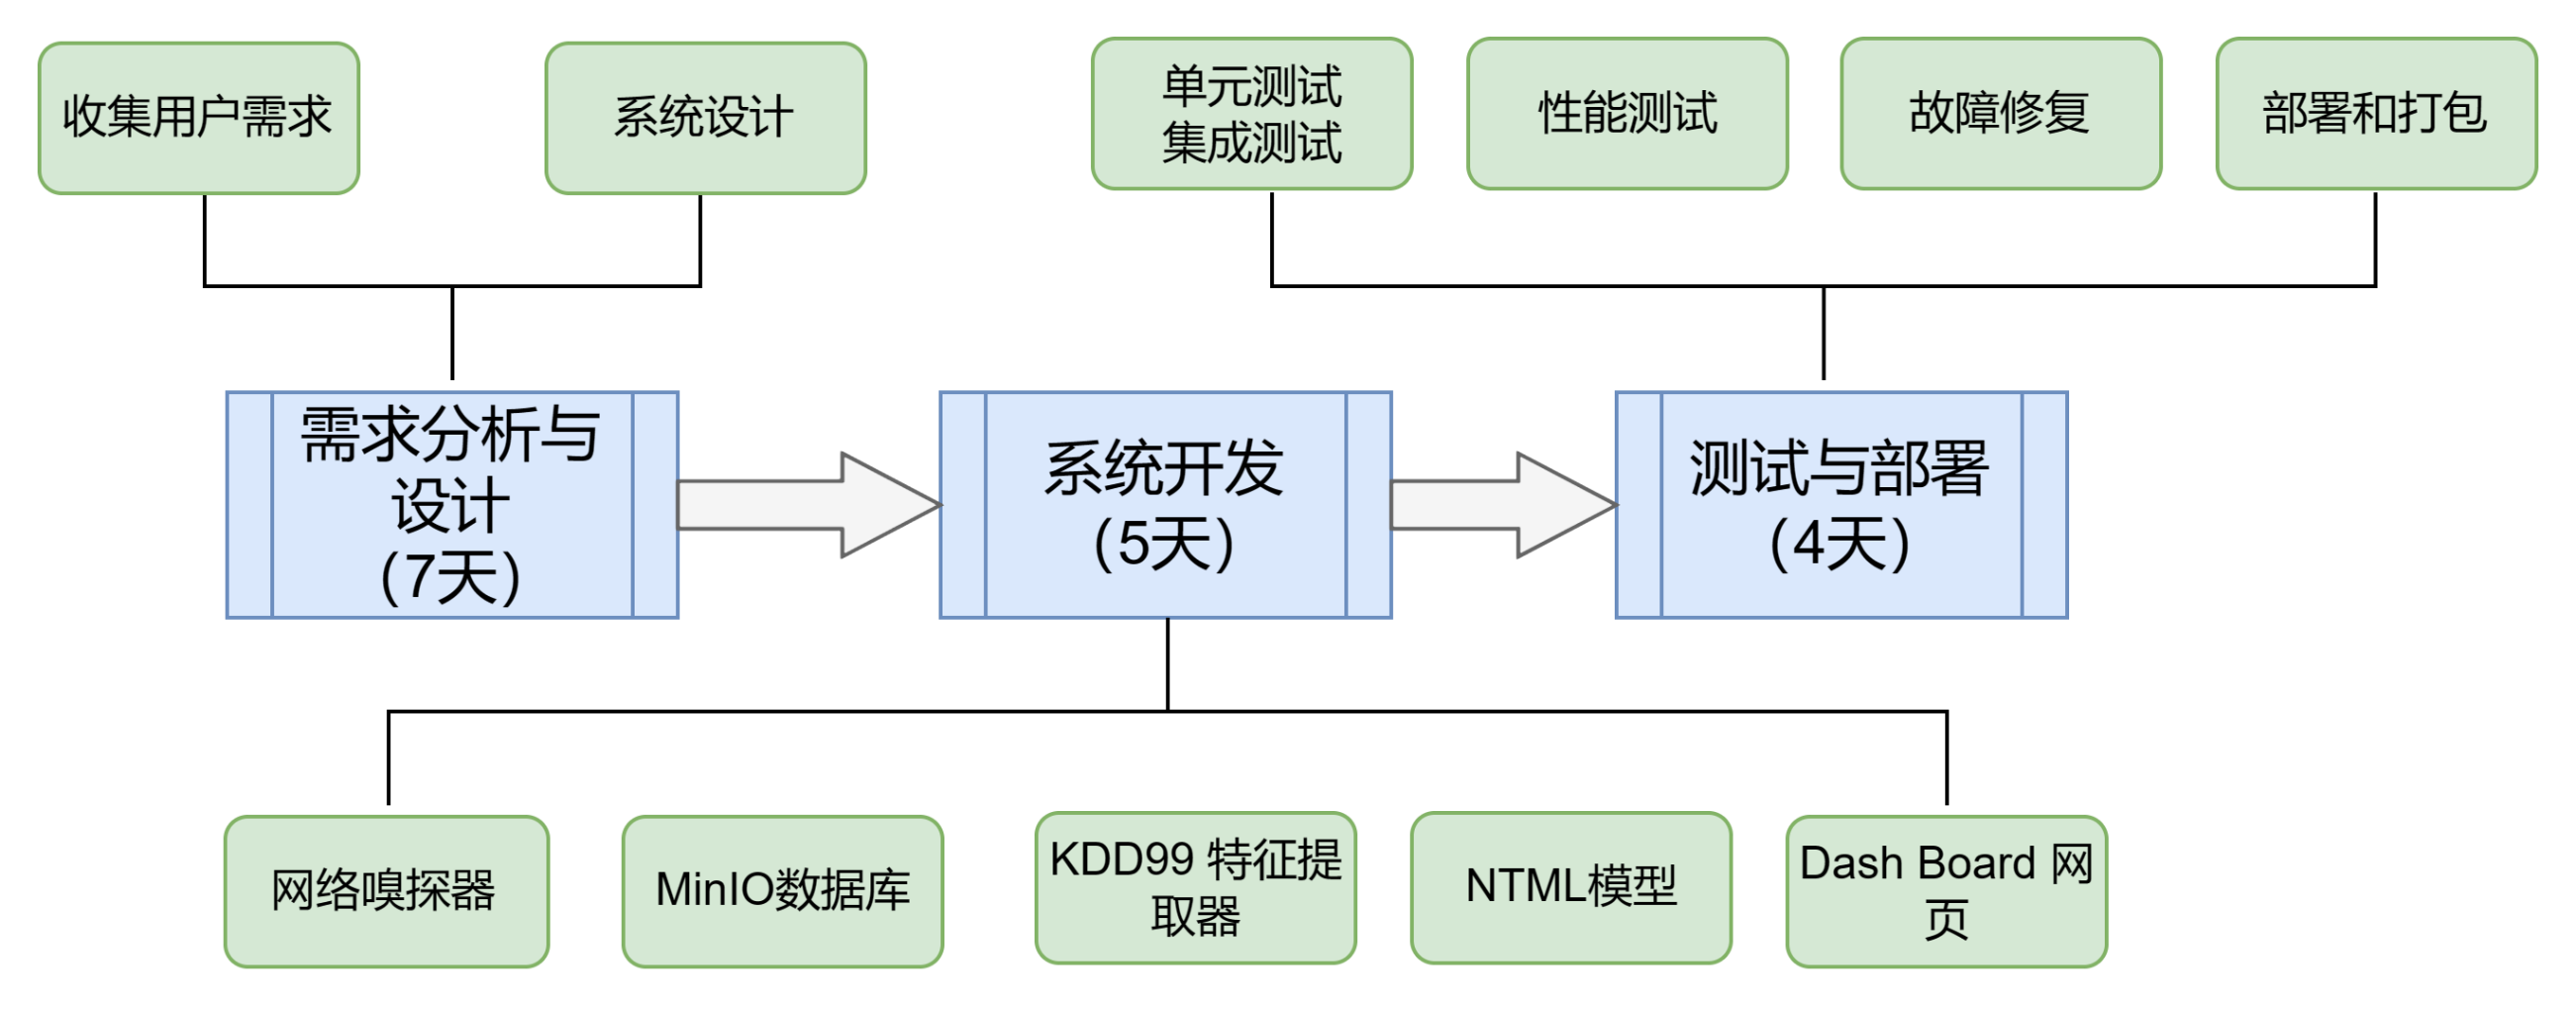 收集用户需求
系统设计
单元测试
集成测试
性能测试
故障修复
部署和打包
需求分析与
设计
(7天)
系统开发
(5天)
测试与部署
(4天)
网络嗅探器
MinIO数据库
KDD99 特征提
取器
NTML模型
Dash Board 网
页